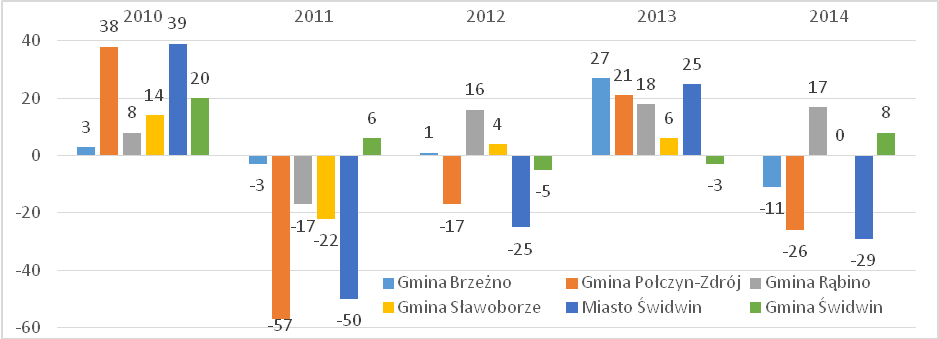 2010 2011 2012 2013 2014
40
20
0
-20
-40
-60
3 38 8 14 39 20
-3 -57 -17 -22 -50 6
1 -17 16 4 -25 -5
27 21 18 6 25 -3
-11 -26 17 0 -29 8
Gmina Brzeżno Gmina Połczyn-Zdrój Gmina Rąbino
Gmina Sławoborze Miasto Świdwin Gmina Świdwin